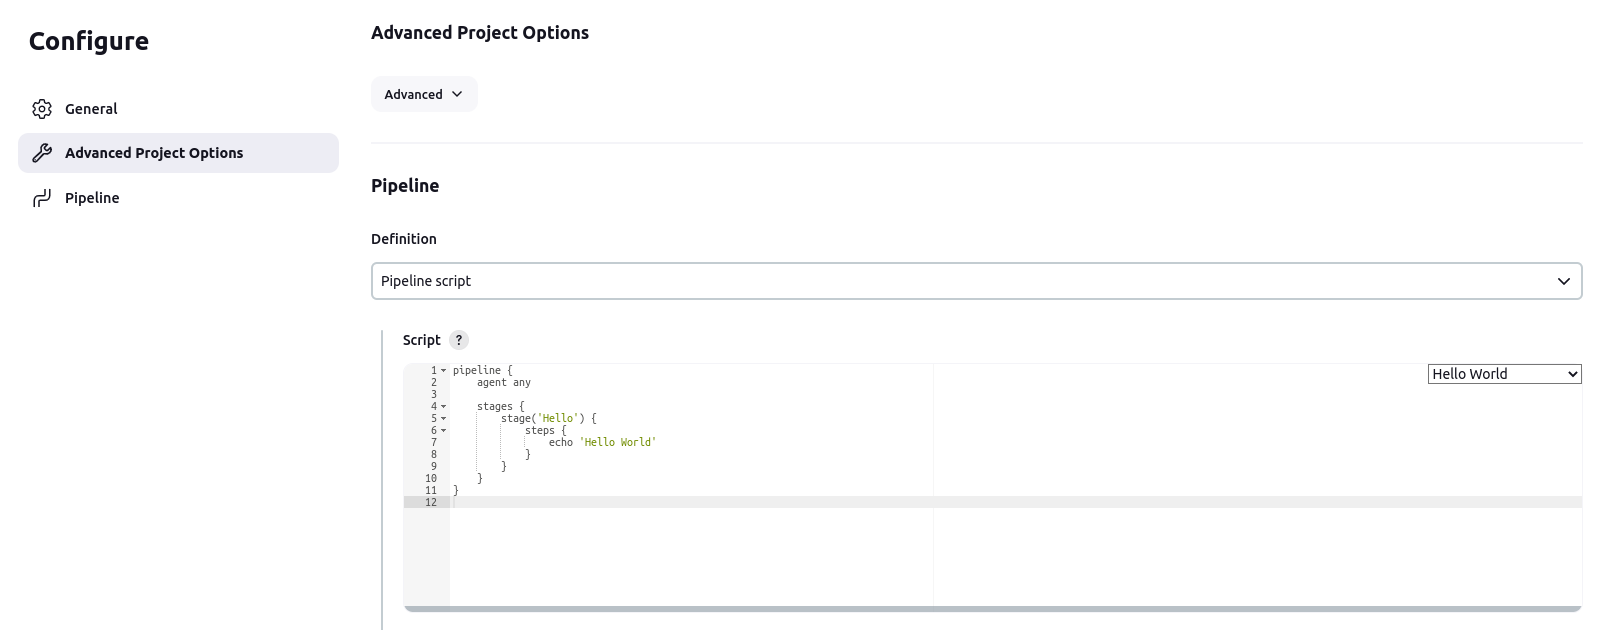 Configure
General
Advanced Project Options
Pipeline
Advanced Project Options
Advanced
Pipeline
Definition
Pipeline script
Script ?
Hello World
1 pipeline {
2     agent any
3
4     stages {
5         stage('Hello') {
6             steps {
7                 echo 'Hello World'
8             }
9         }
10     }
11 }
12